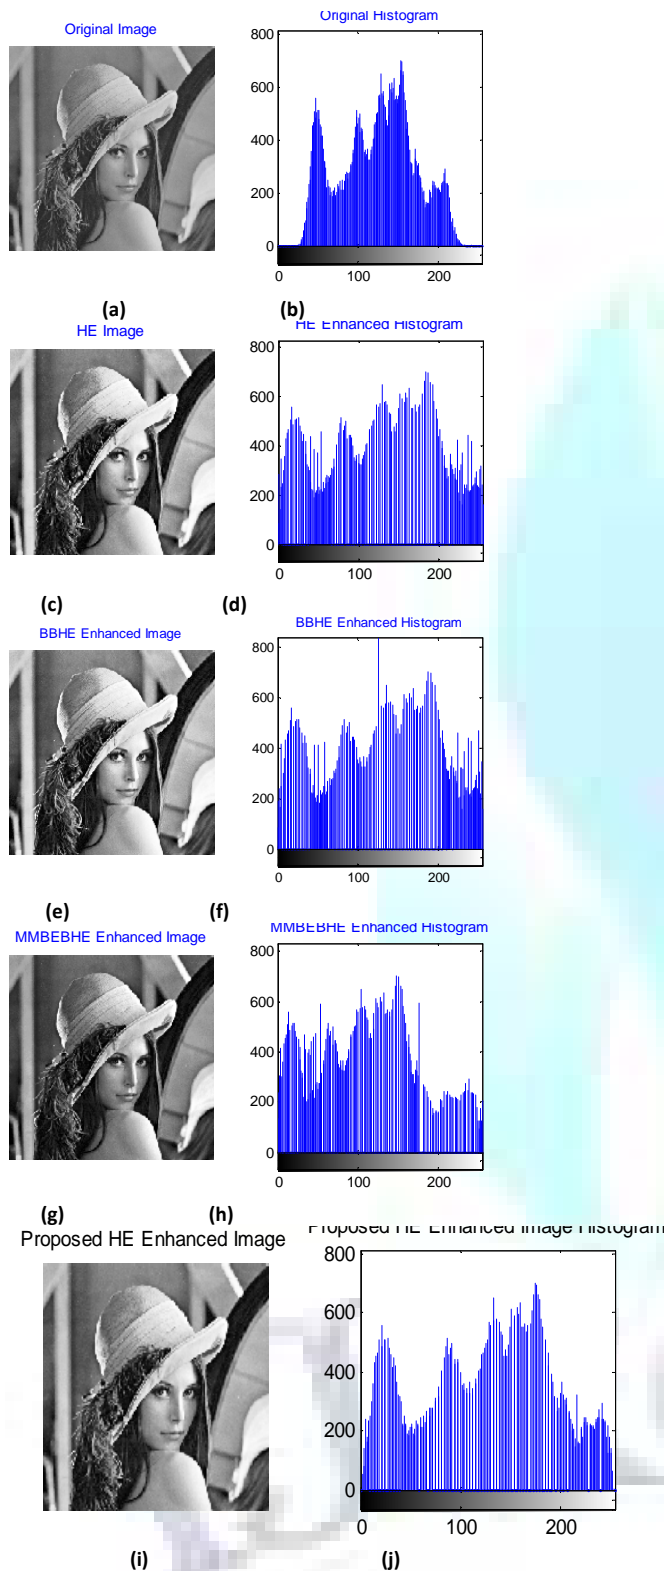 Original Image
Original Histogram
800
600
400
200
0
0 100 200
(a) (b)
HE Image
HE Enhanced Histogram
800
600
400
200
0
0 100 200
(c) (d)
BBHE Enhanced Image
BBHE Enhanced Histogram
800
600
400
200
0
0 100 200
(e) (f)
MMBEBHE Enhanced Image
MMBEBHE Enhanced Histogram
800
600
400
200
0
0 100 200
(g) (h)
Proposed HE Enhanced Image
Proposed HE Enhanced Image Histogram
800
600
400
200
0
0 100 200
(i) (j)